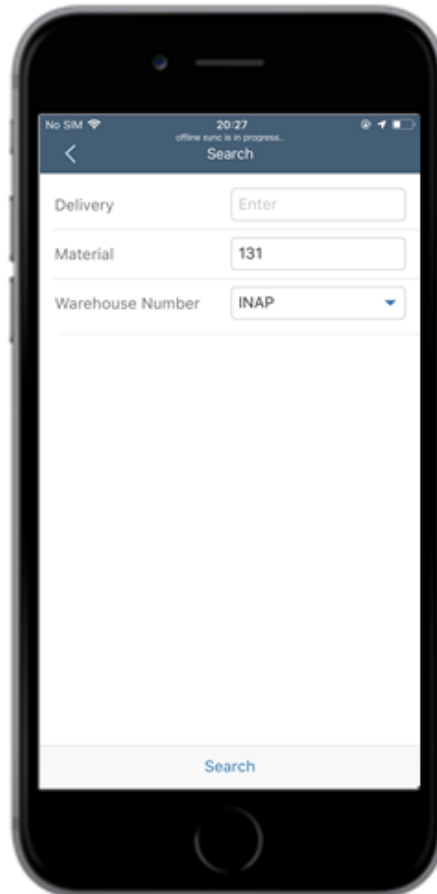 No SIM 20:27
offline sync is in progress..
Search
Delivery Enter
Material 131
Warehouse Number INAP
Search